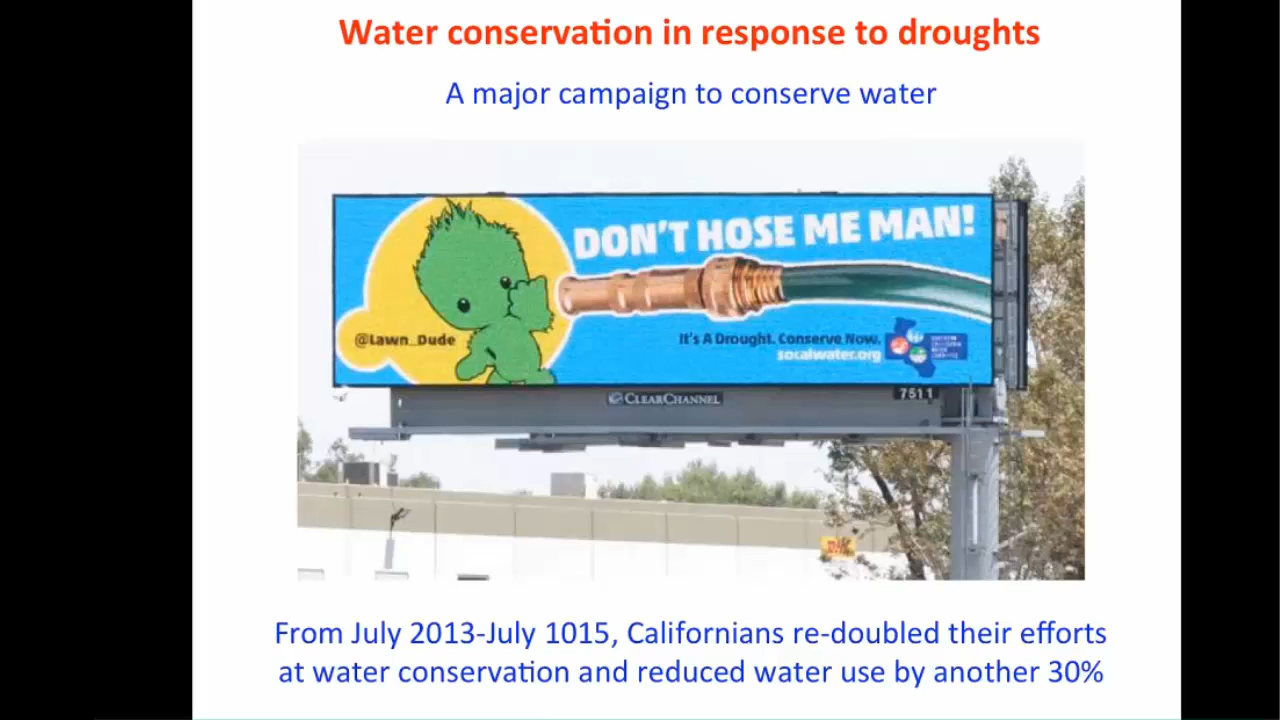 Water conservation in response to droughts
A major campaign to conserve water
DON'T HOSE ME MAN!
@Lawn_Dude
It's A Drought. Conserve Now.
socalwater.org
CLEARCHANNEL
7511
From July 2013-July 1015, Californians re-doubled their efforts
at water conservation and reduced water use by another 30%